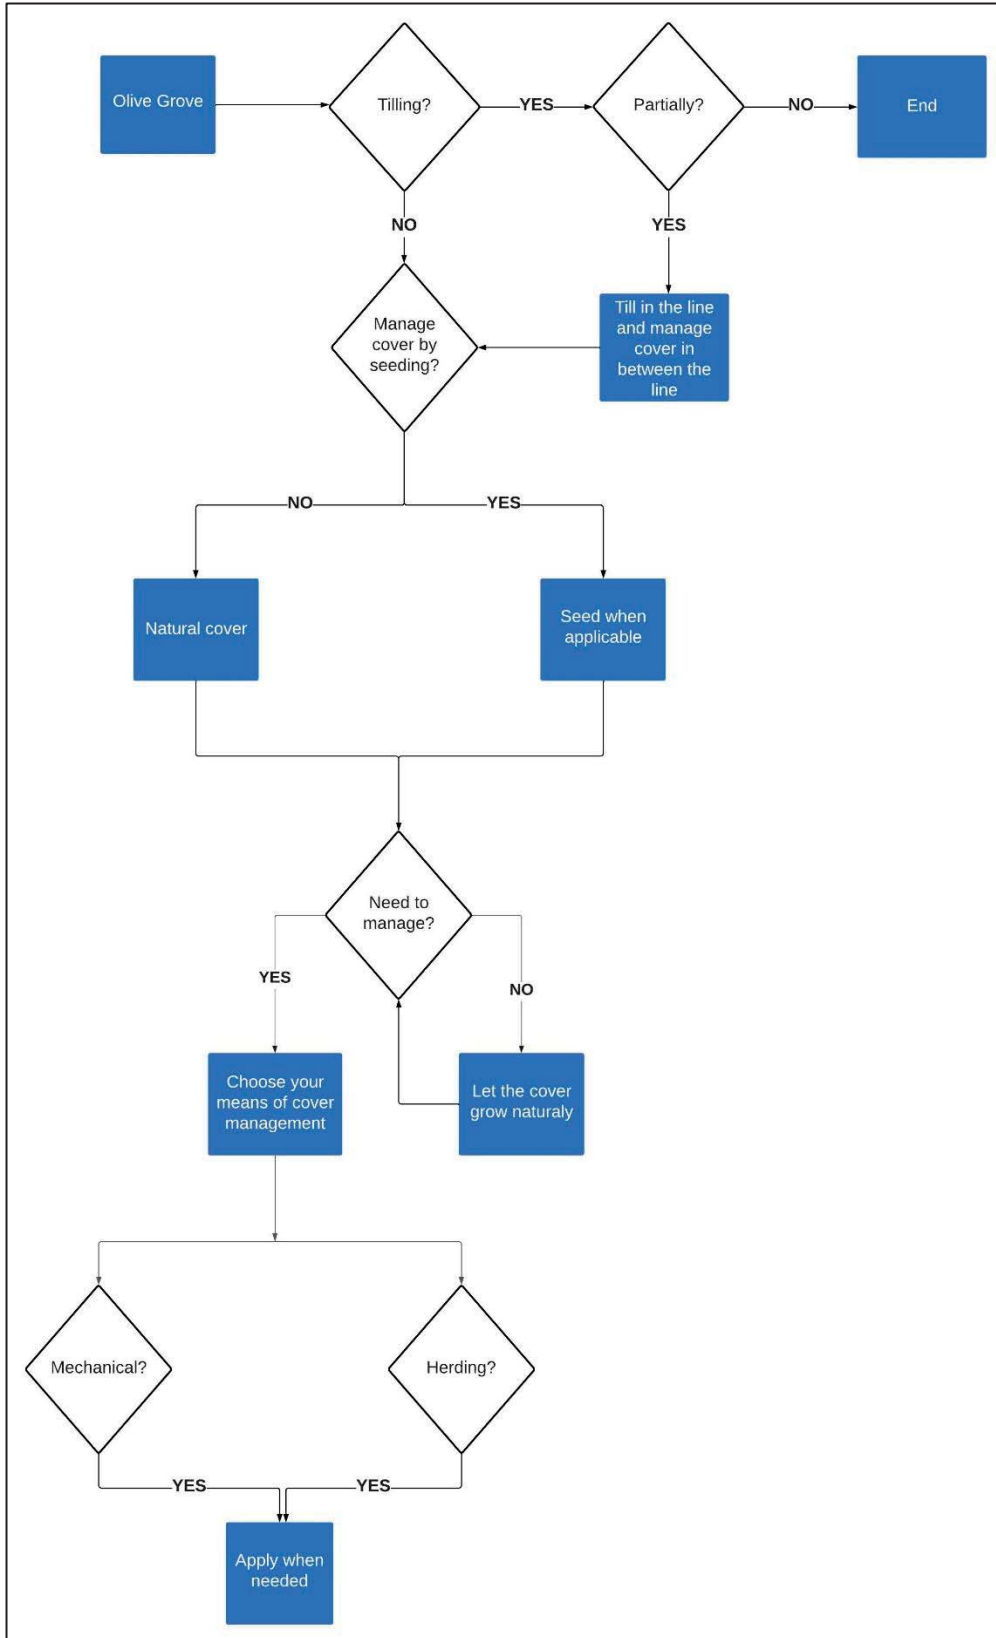 Olive Grove
Tilling?
YES
Partially?
NO
End
NO
YES
Manage
cover by
seeding?
Till in the line
and manage
cover in
between the
line
NO
YES
Natural cover
Seed when
applicable
Need to
manage?
YES
NO
Choose your
means of cover
management
Let the cover
grow naturaly
Mechanical?
Herding?
YES
YES
Apply when
needed